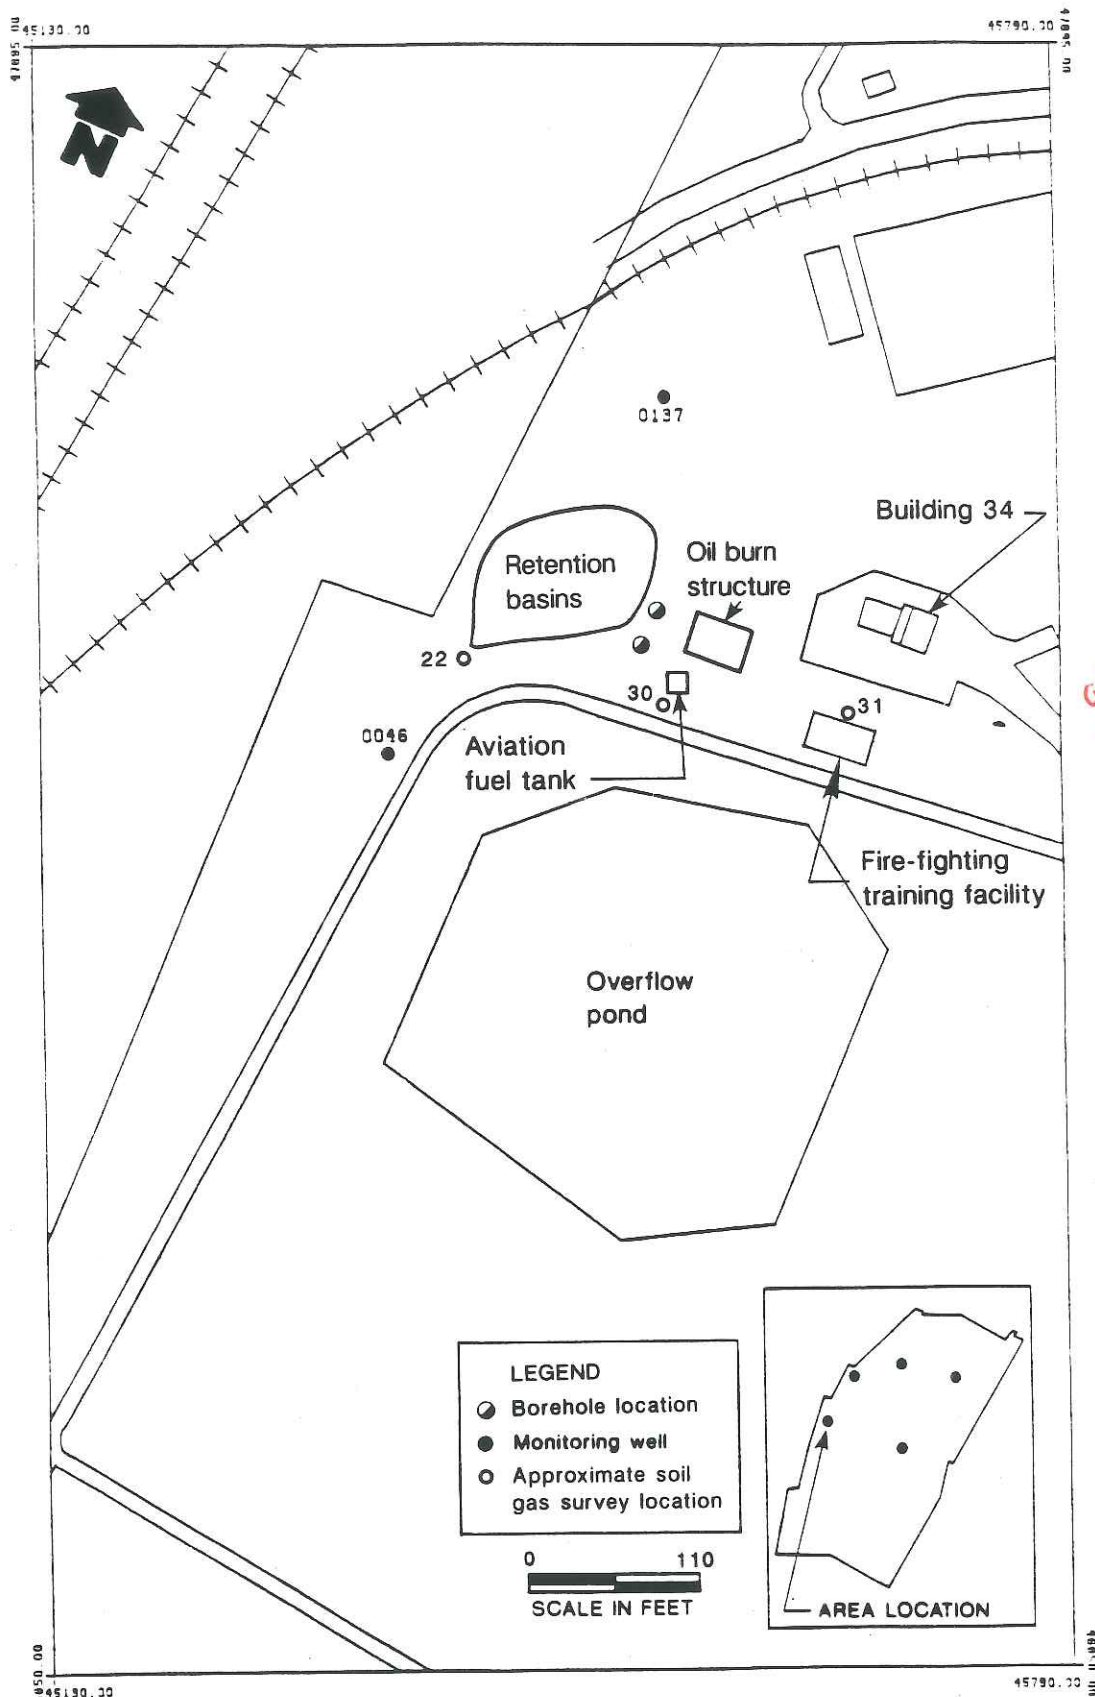 45130.00
45790.00
N
0137
Building 34
Oil burn
structure
Retention
basins
22
30
31
0046
Aviation
fuel tank
Fire-fighting
training facility
Overflow
pond
LEGEND
Borehole location
Monitoring well
Approximate soil
gas survey location
0 110
SCALE IN FEET
AREA LOCATION
45790.00